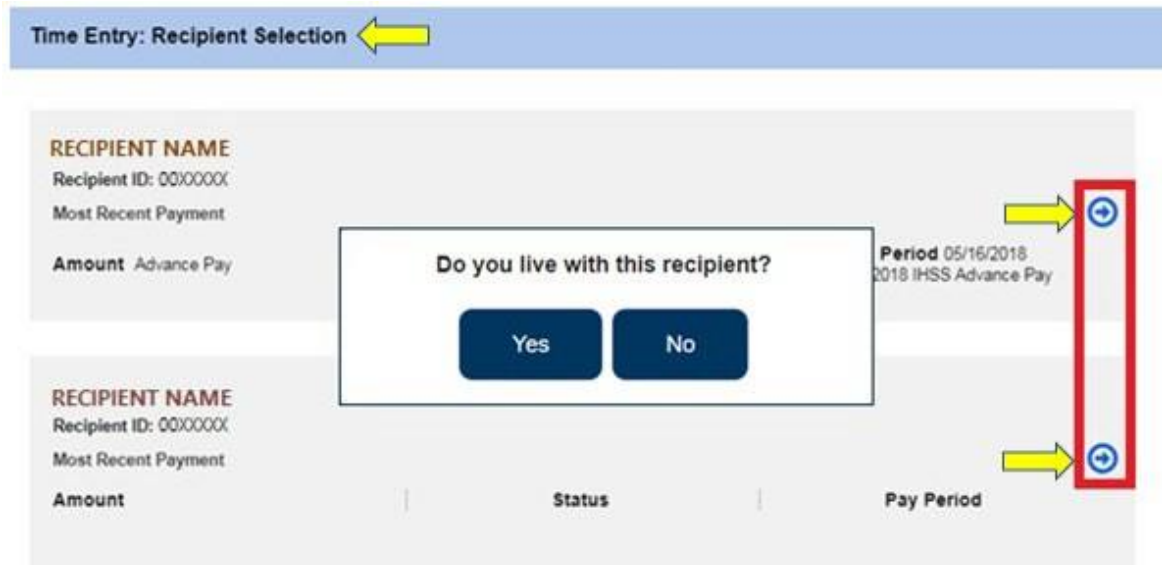 Time Entry: Recipient Selection
RECIPIENT NAME
Recipient ID: 00XXXXX
Most Recent Payment
Amount Advance Pay
Period 05/16/2018
2018 IHSS Advance Pay
Do you live with this recipient?
Yes No
RECIPIENT NAME
Recipient ID: 00XXXXX
Most Recent Payment
Amount Status Pay Period